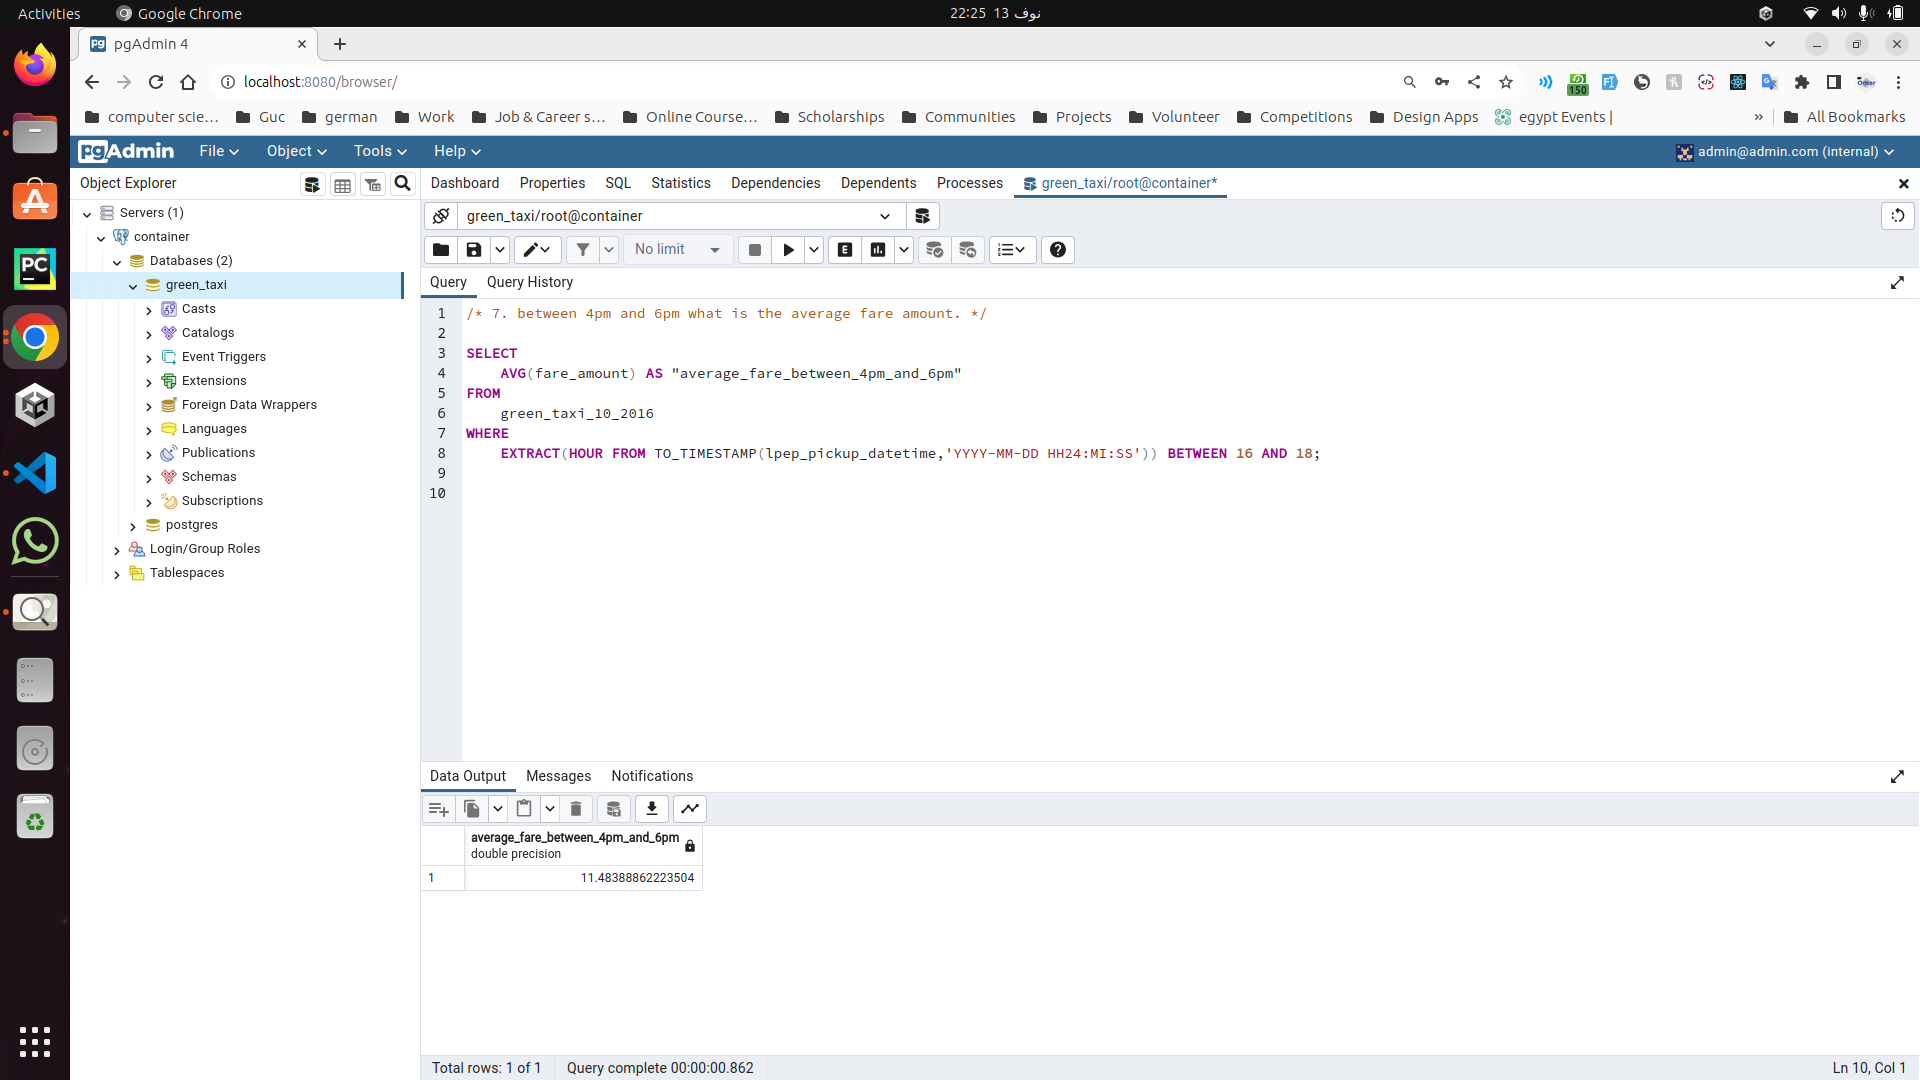 Activities
Google Chrome
22:25 نوف 13
pgAdmin 4
localhost:8080/browser/
150
computer scie...
Guc
german
Work
Job & Career s...
Online Course...
Scholarships
Communities
Projects
Volunteer
Competitions
Design Apps
egypt Events |
»
All Bookmarks
pgAdmin
File
Object
Tools
Help
admin@admin.com (internal)
Object Explorer
Dashboard
Properties
SQL
Statistics
Dependencies
Dependents
Processes
green_taxi/root@container*
Servers (1)
container
Databases (2)
green_taxi
Casts
Catalogs
Event Triggers
Extensions
Foreign Data Wrappers
Languages
Publications
Schemas
Subscriptions
postgres
Login/Group Roles
Tablespaces
green_taxi/root@container
No limit
E
Query
Query History
1 /* 7. between 4pm and 6pm what is the average fare amount. */
2
3 SELECT
4 AVG(fare_amount) AS "average_fare_between_4pm_and_6pm"
5 FROM
6 green_taxi_10_2016
7 WHERE
8 EXTRACT(HOUR FROM TO_TIMESTAMP(lpep_pickup_datetime,'YYYY-MM-DD HH24:MI:SS')) BETWEEN 16 AND 18;
9
10
Data Output
Messages
Notifications
average_fare_between_4pm_and_6pm
double precision
1
11.48388862223504
Total rows: 1 of 1
Query complete 00:00:00.862
Ln 10, Col 1
PC